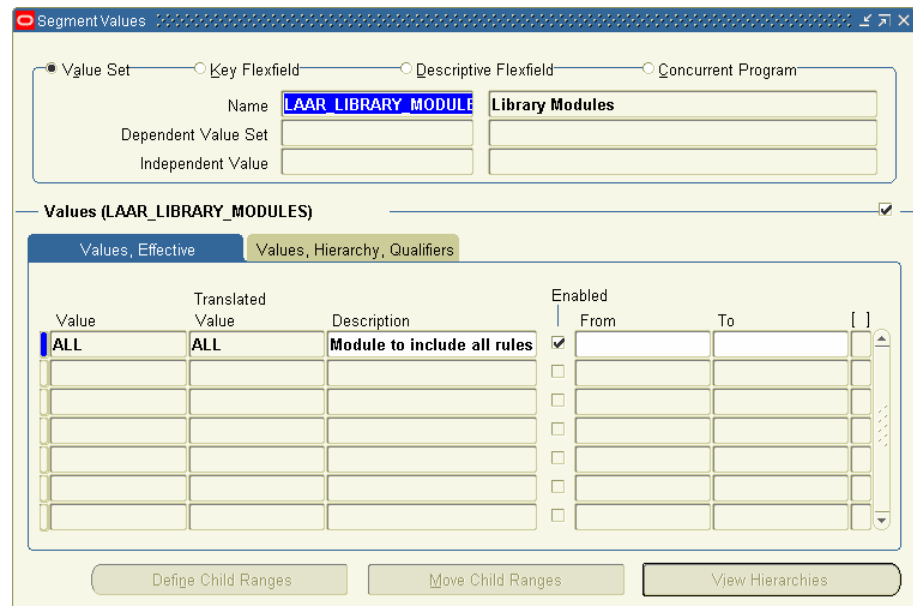 Segment Values
Value Set Key Flexfield Descriptive Flexfield Concurrent Program
Name LAAR_LIBRARY_MODULE Library Modules
Dependent Value Set
Independent Value
Values (LAAR_LIBRARY_MODULES)
Values, Effective Values, Hierarchy, Qualifiers
Translated Enabled
Value Value Description From To [ ]
ALL ALL Module to include all rules
Define Child Ranges Move Child Ranges View Hierarchies